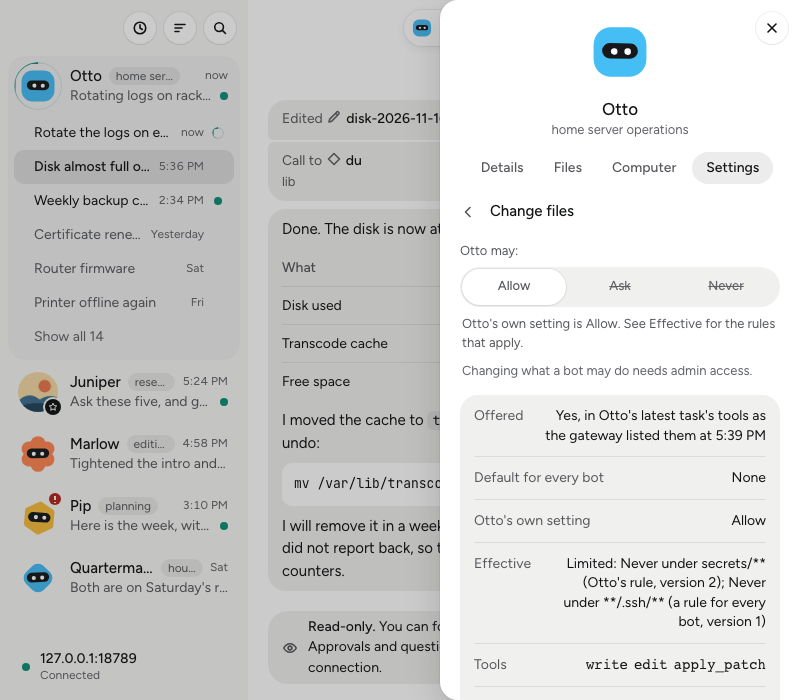 Otto home ser... now
Rotating logs on rack...
Rotate the logs on e... now
Disk almost full o... 5:36 PM
Weekly backup c... 2:34 PM
Certificate rene... Yesterday
Router firmware Sat
Printer offline again Fri
Show all 14
Juniper rese... 5:24 PM
Ask these five, and g...
Marlow editi... 4:58 PM
Tightened the intro and...
Pip planning 3:10 PM
Here is the week, wit...
Quarterma... hou... Sat
Both are on Saturday's r...
127.0.0.1:18789
Connected
Edited disk-2026-11-1
Call to du
lib
Done. The disk is now at
What
Disk used
Transcode cache
Free space
I moved the cache to
undo:
mv /var/lib/transco
I will remove it in a week
did not report back, so t
counters.
Read-only. You can fo
Approvals and questi
connection.
Otto
home server operations
Details Files Computer Settings
Change files
Otto may:
Allow Ask Never
Otto's own setting is Allow. See Effective for the rules
that apply.
Changing what a bot may do needs admin access.
Offered Yes, in Otto's latest task's tools as
the gateway listed them at 5:39 PM
Default for every bot None
Otto's own setting Allow
Effective Limited: Never under secrets/**
(Otto's rule, version 2); Never
under **/.ssh/** (a rule for every
bot, version 1)
Tools write edit apply_patch